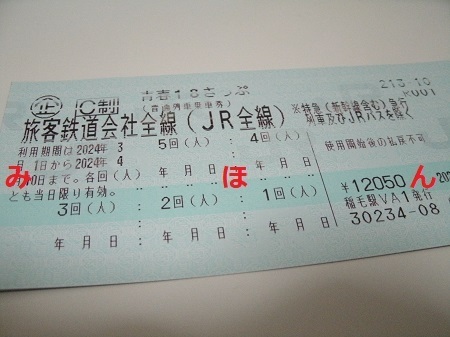 企 C制 青春18きっぷ
(普通列車乗車券)
213-10
K001
旅客鉄道会社全線(JR全線)
※特急(新幹線含む)急行
列車及びJRバスを除く
利用期間は2024年 3
月 1日から2024年 4
月10日まで。各回(人)
とも当日限り有効。
5回(人) : 4回(人)
年 月 日 : 年 月 日
使用開始後の払戻不可
みほん
3回(人) : 2回(人) : 1回(人)
年 月 日 : 年 月 日 : 年 月 日
¥12050
稲毛駅VA1発行
30234-08